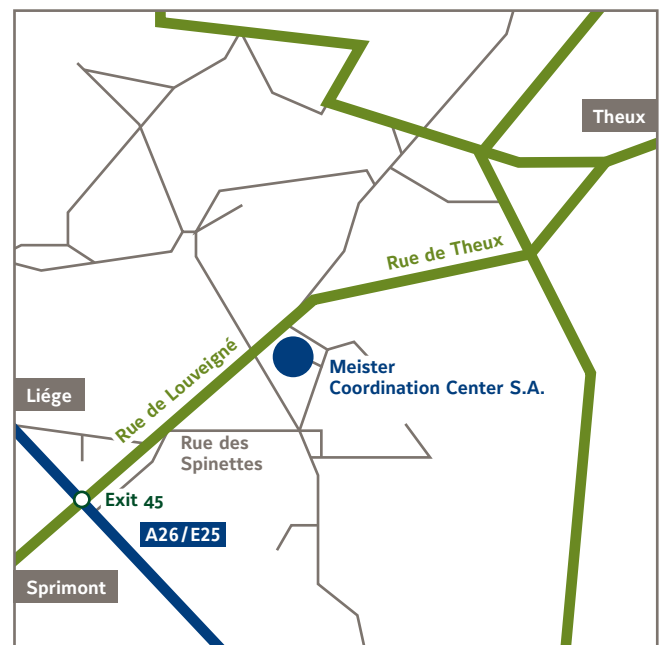 Theux
Rue de Theux
Rue de Louveigné
Meister
Coordination Center S.A.
Liége
Rue des
Spinettes
Exit 45
A26/E25
Sprimont